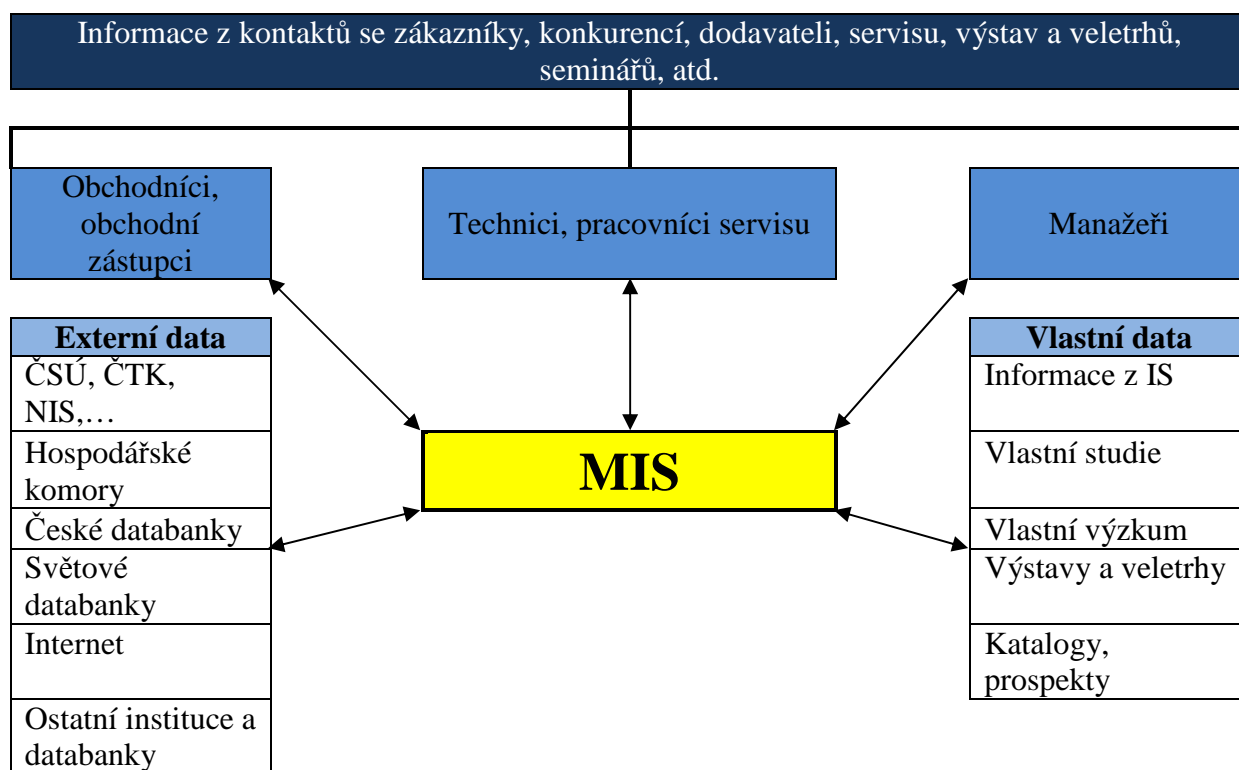 Informace z kontaktů se zákazníky, konkurencí, dodavateli, servisu, výstav a veletrhů,
seminářů, atd.
Obchodníci,
obchodní
zástupci
Technici, pracovníci servisu
Manažeři
Externí data
ČSÚ, ČTK,
NIS,…
Hospodářské
komory
České databanky
Světové
databanky
Internet
Ostatní instituce a
databanky
MIS
Vlastní data
Informace z IS
Vlastní studie
Vlastní výzkum
Výstavy a veletrhy
Katalogy,
prospekty